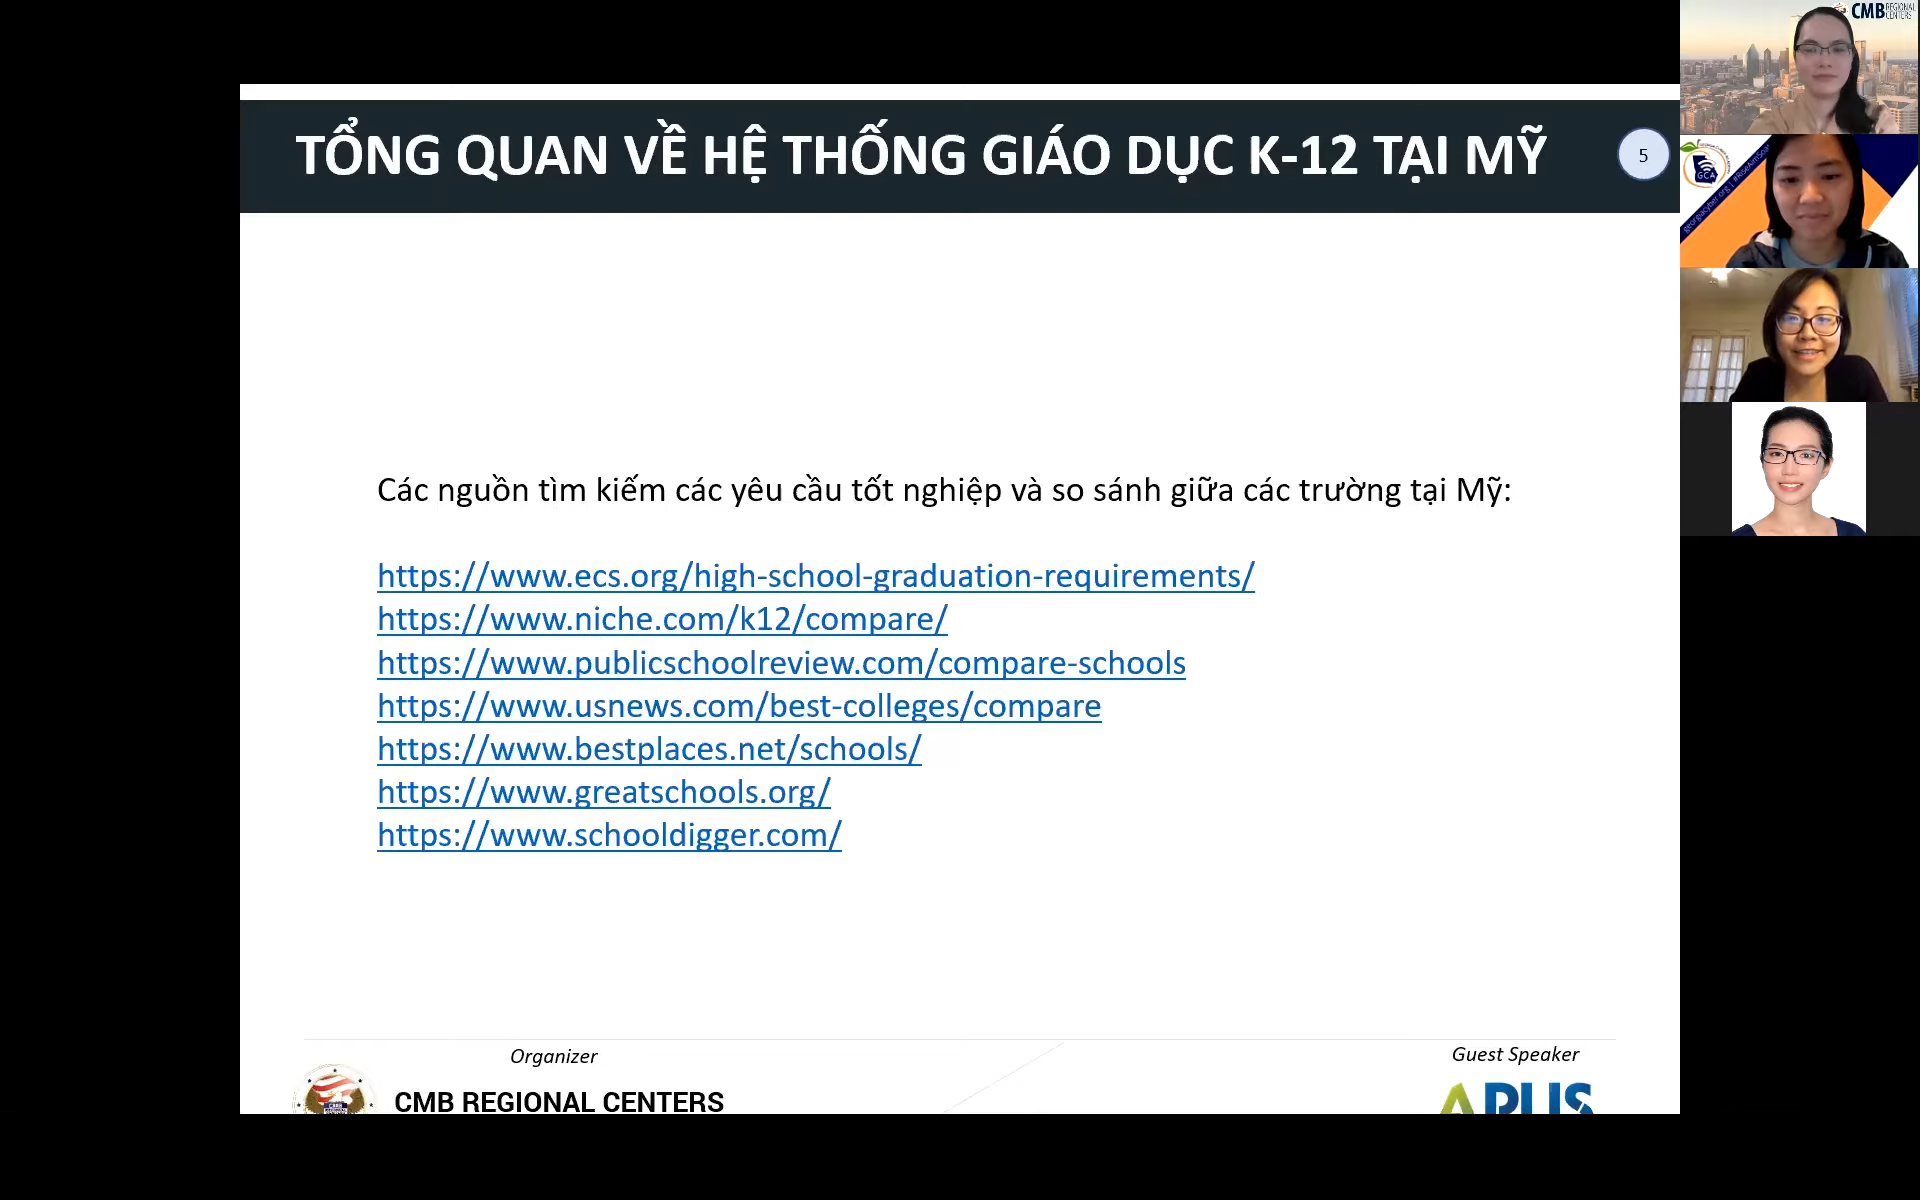 TỔNG QUAN VỀ HỆ THỐNG GIÁO DỤC K-12 TẠI MỸ
5
Các nguồn tìm kiếm các yêu cầu tốt nghiệp và so sánh giữa các trường tại Mỹ:
https://www.ecs.org/high-school-graduation-requirements/
https://www.niche.com/k12/compare/
https://www.publicschoolreview.com/compare-schools
https://www.usnews.com/best-colleges/compare
https://www.bestplaces.net/schools/
https://www.greatschools.org/
https://www.schooldigger.com/
Organizer
CMB REGIONAL CENTERS
Guest Speaker
CMB REGIONAL CENTERS
GCA